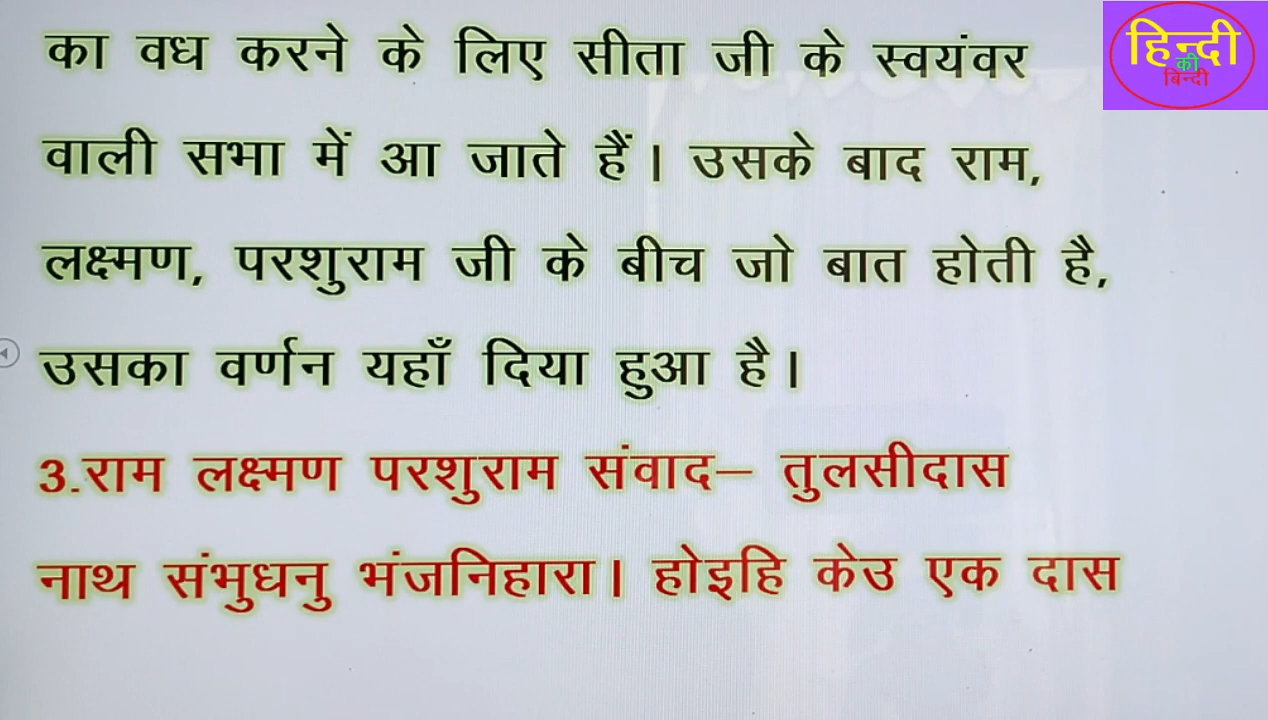 का वध करने के लिए सीता जी के स्वयंवर
वाली सभा में आ जाते हैं। उसके बाद राम,
लक्ष्मण, परशुराम जी के बीच जो बात होती है,
उसका वर्णन यहाँ दिया हुआ है।
3.राम लक्ष्मण परशुराम संवाद– तुलसीदास
नाथ संभुधनु भंजनिहारा। होइहि केउ एक दास
हिन्दी
की
बिन्दी